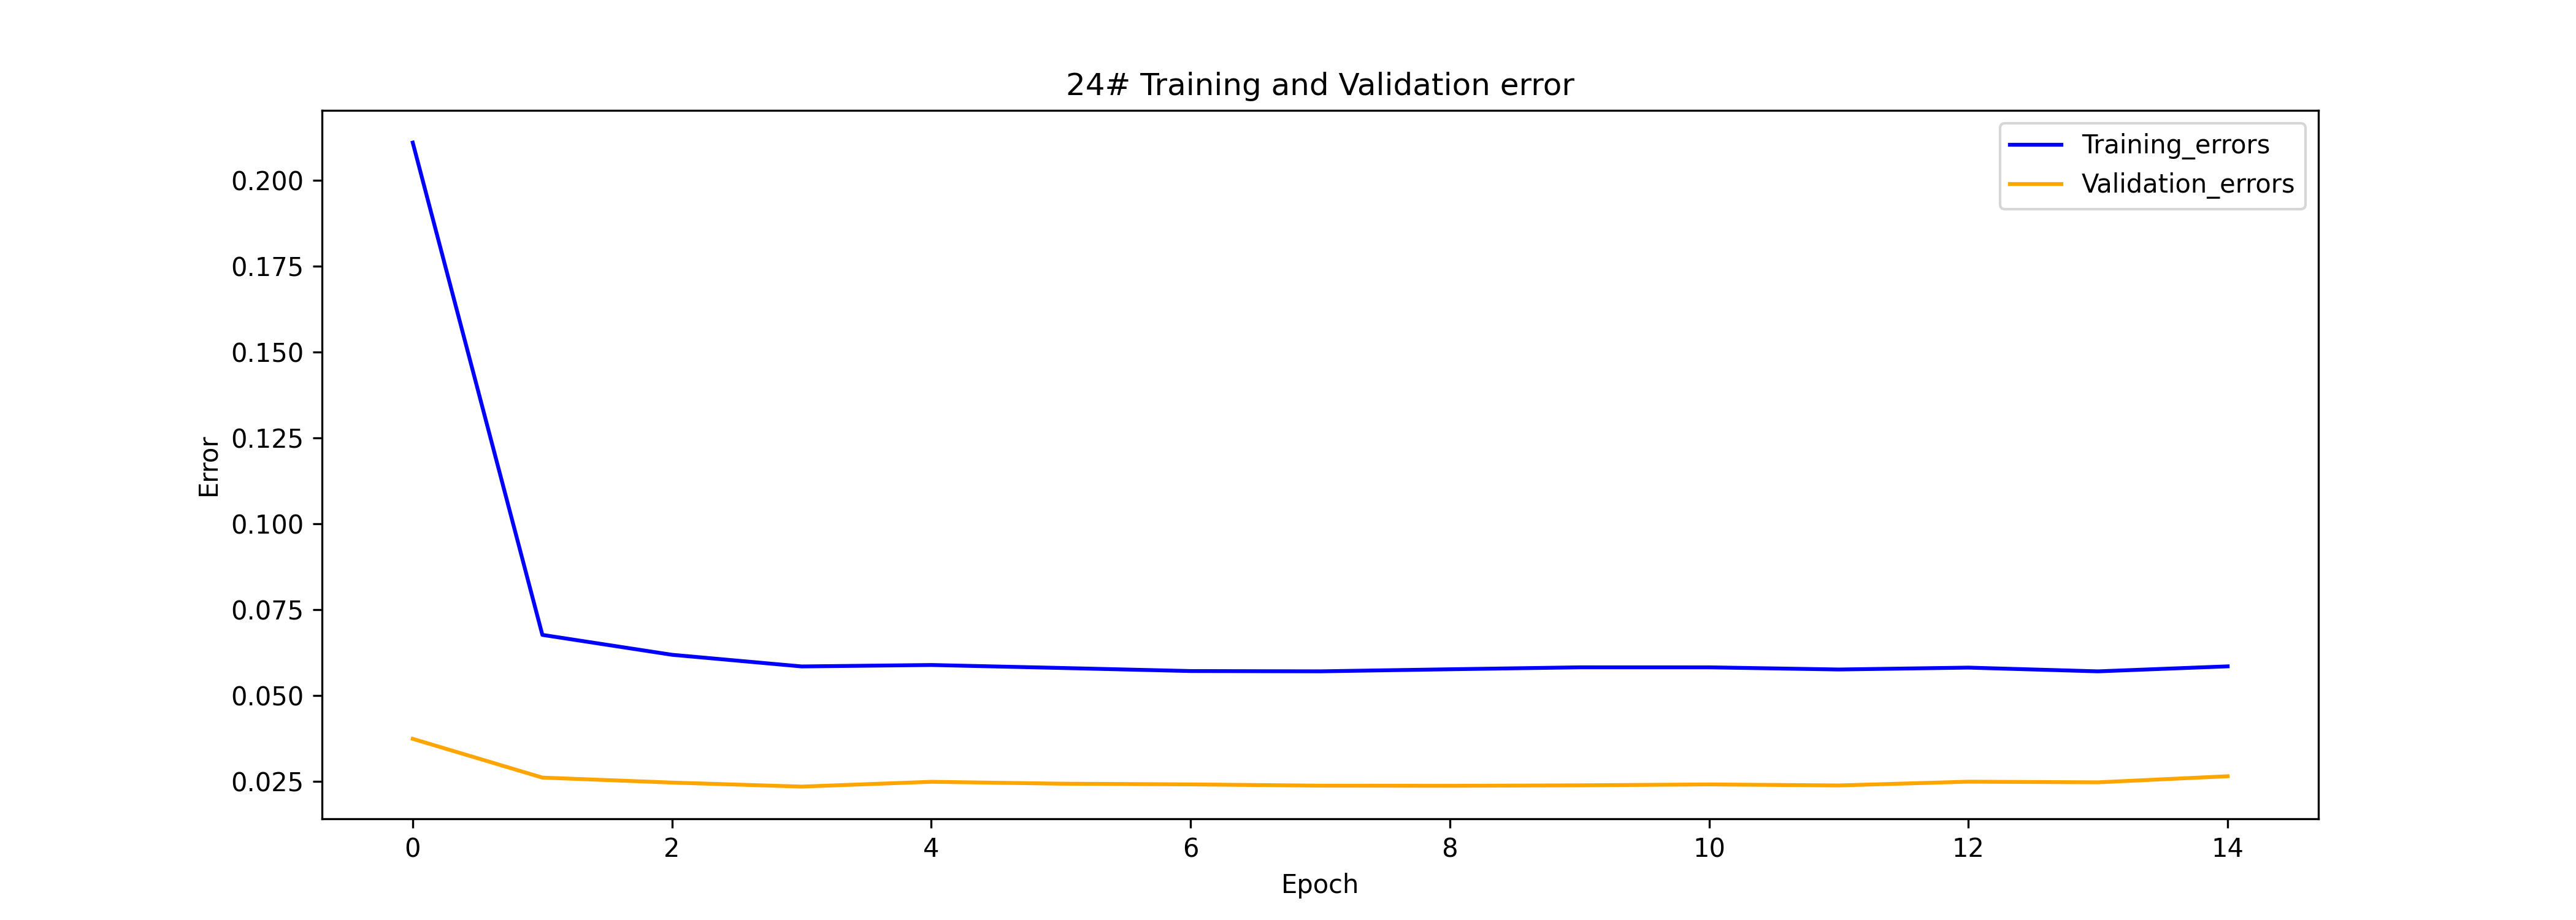 24# Training and Validation error
Training_errors
Validation_errors
0.200
0.175
0.150
0.125
0.100
0.075
0.050
0.025
Error
0 2 4 6 8 10 12 14
Epoch